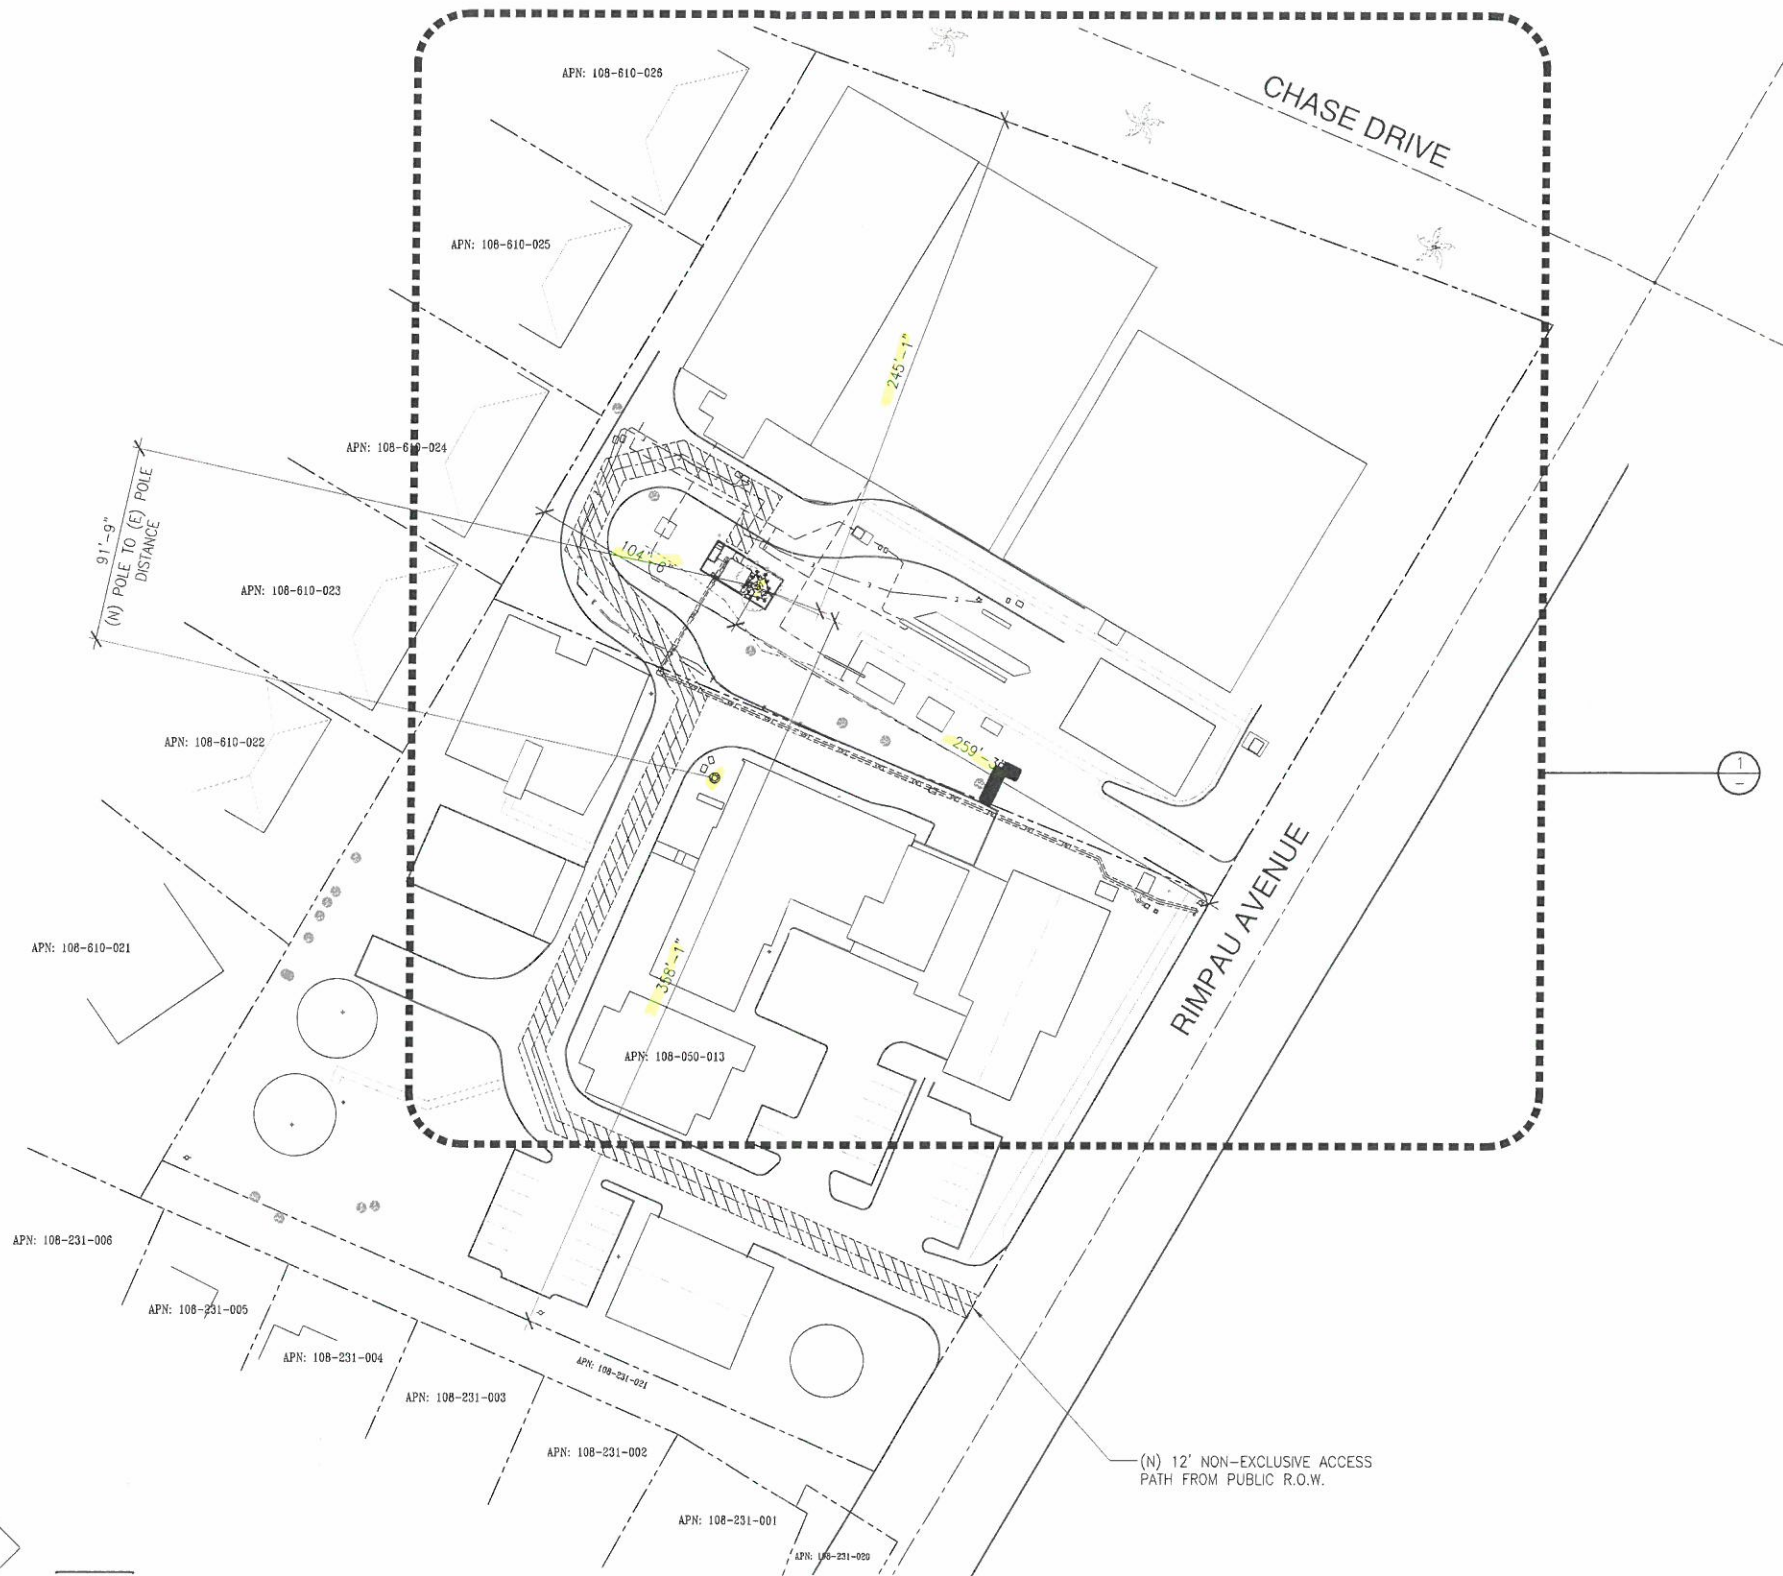 APN: 108-610-026
CHASE DRIVE
APN: 108-610-025
245'-1"
APN: 108-610-024
91'-9"
(N) POLE TO (E) POLE
DISTANCE
APN: 108-610-023
APN: 108-610-022
1
RIMPAU AVENUE
APN: 108-610-021
358'-1"
APN: 108-050-013
APN: 108-231-006
APN: 108-231-005
APN: 108-231-004
APN: 108-231-021
APN: 108-231-003
APN: 108-231-002
(N) 12' NON-EXCLUSIVE ACCESS
PATH FROM PUBLIC R.O.W.
APN: 108-231-001
APN: 108-231-020